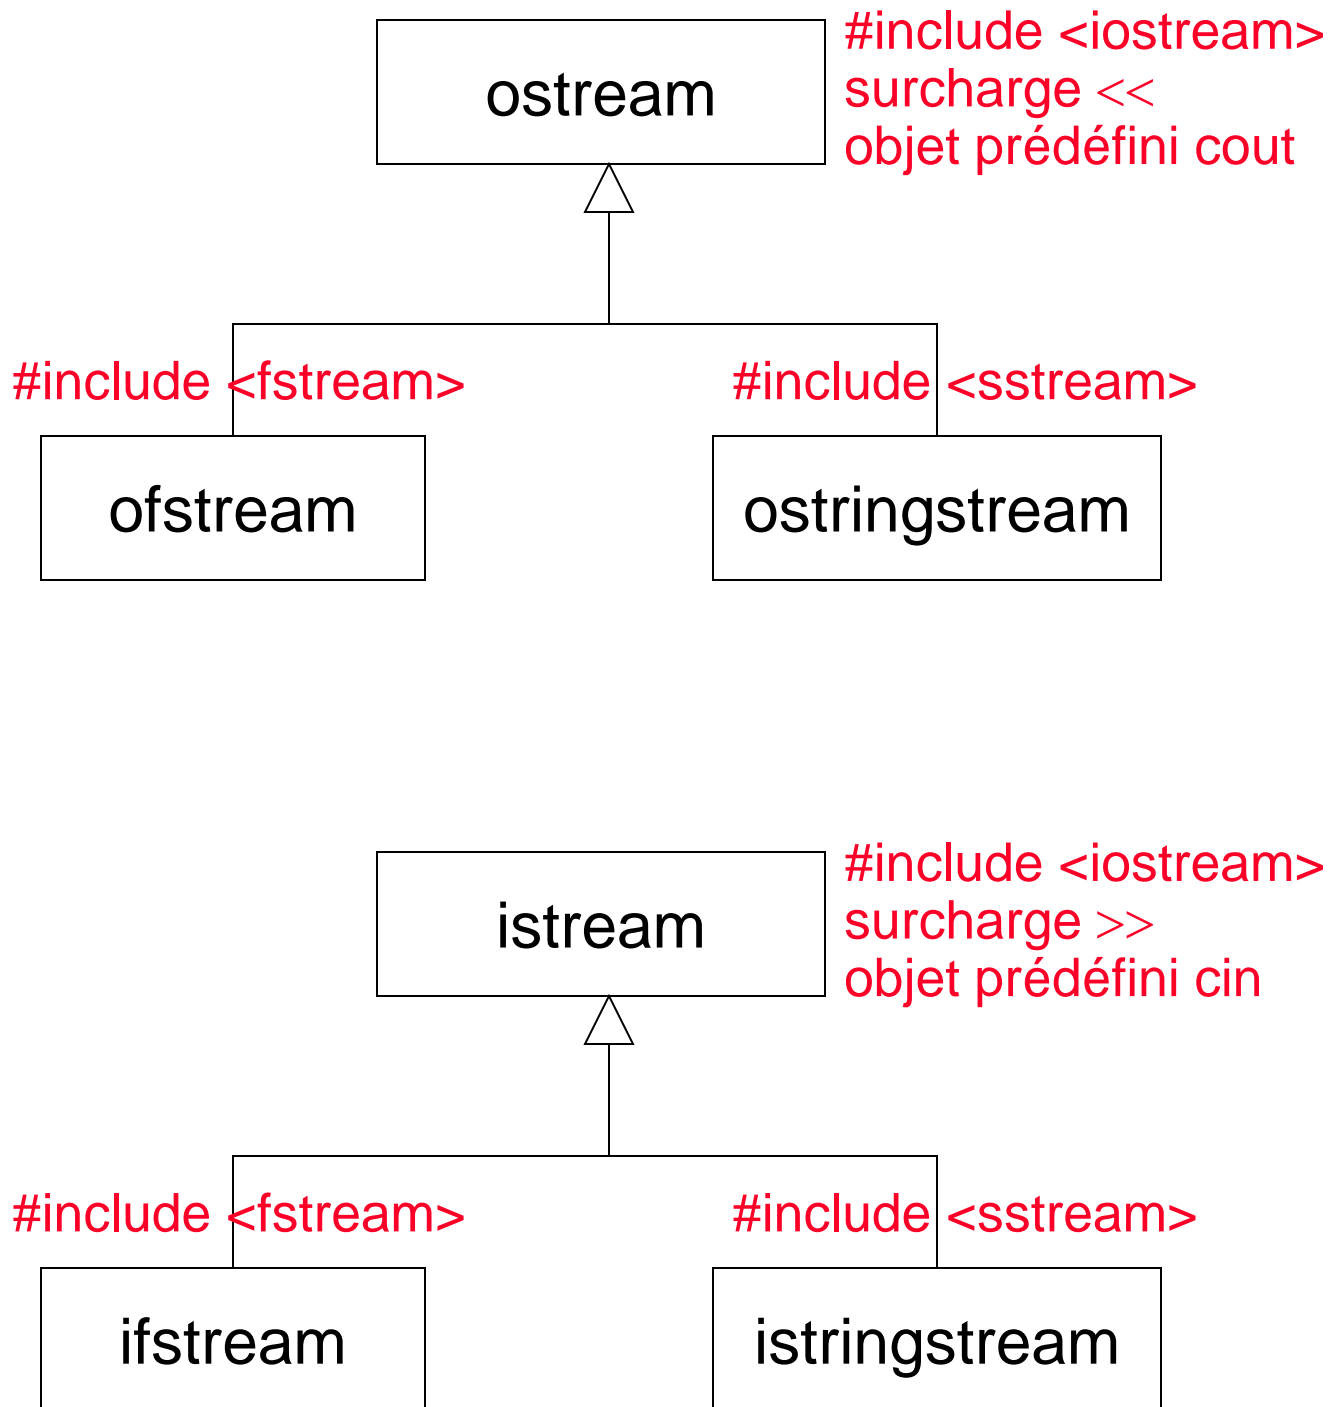 ostream
#include <iostream>
surcharge <<
objet prédéfini cout
#include <fstream>
#include <sstream>
ofstream
ostringstream
istream
#include <iostream>
surcharge >>
objet prédéfini cin
#include <fstream>
#include <sstream>
ifstream
istringstream